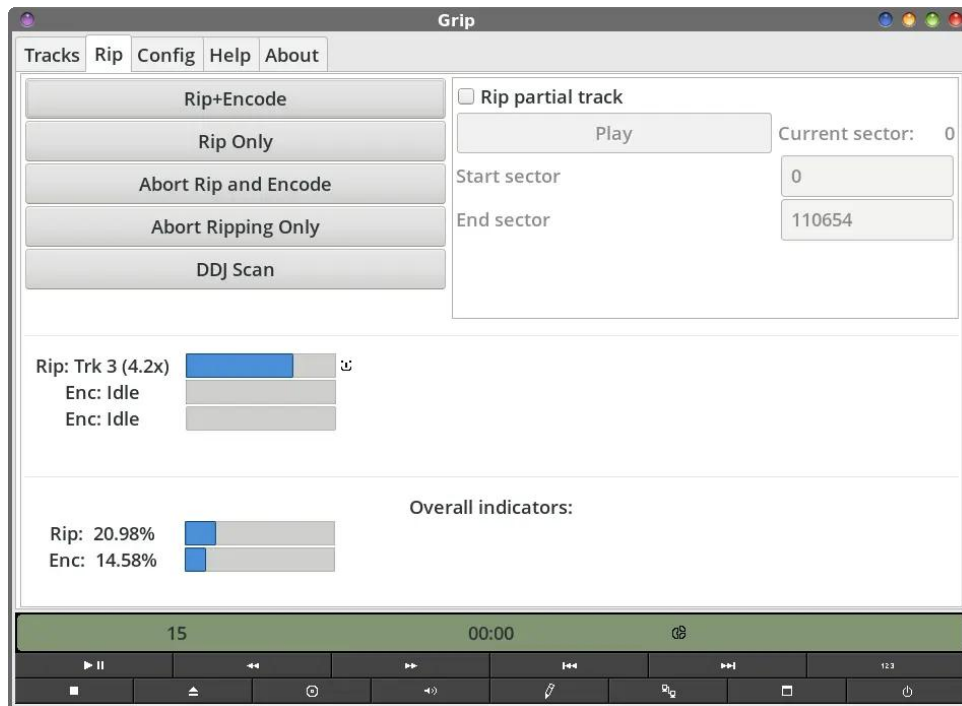 Grip
Tracks Rip Config Help About
Rip+Encode
Rip Only
Abort Rip and Encode
Abort Ripping Only
DDJ Scan
Rip partial track
Play Current sector: 0
Start sector 0
End sector 110654
Rip: Trk 3 (4.2x)
Enc: Idle
Enc: Idle
Overall indicators:
Rip: 20.98%
Enc: 14.58%
15 00:00
123